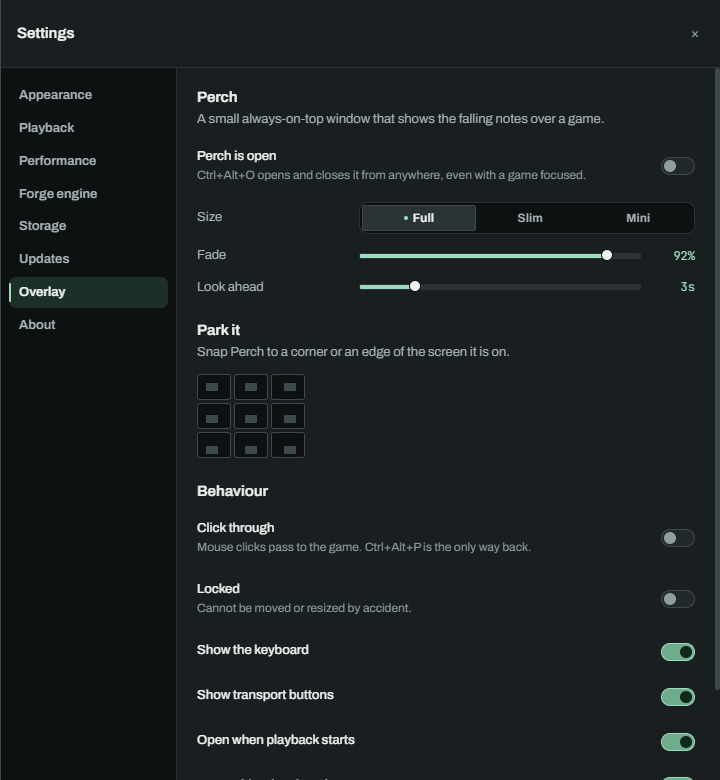 Settings
×
Appearance
Playback
Performance
Forge engine
Storage
Updates
Overlay
About
Perch
A small always-on-top window that shows the falling notes over a game.
Perch is open
Ctrl+Alt+O opens and closes it from anywhere, even with a game focused.
Size
• Full Slim Mini
Fade 92%
Look ahead 3s
Park it
Snap Perch to a corner or an edge of the screen it is on.
Behaviour
Click through
Mouse clicks pass to the game. Ctrl+Alt+P is the only way back.
Locked
Cannot be moved or resized by accident.
Show the keyboard
Show transport buttons
Open when playback starts